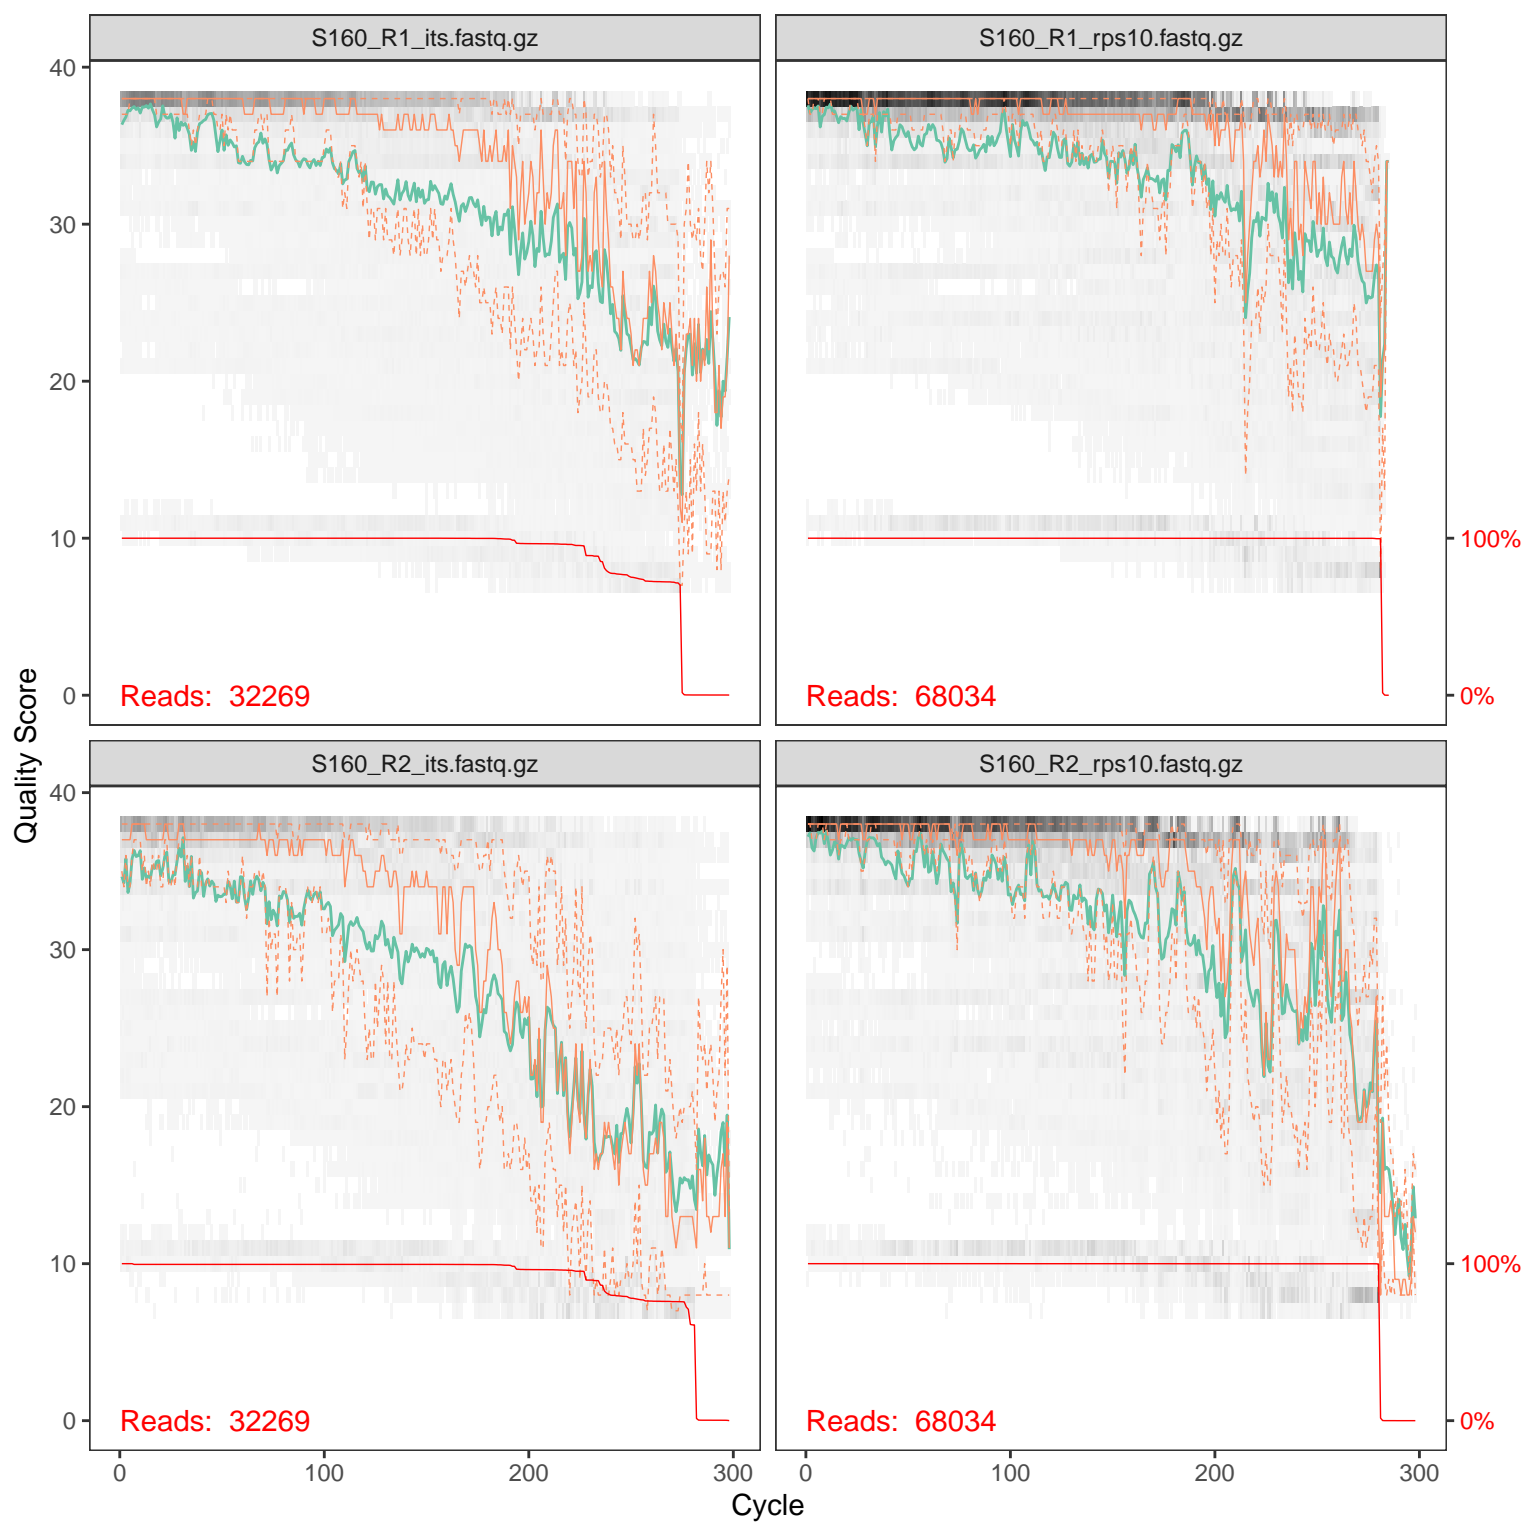 S160_R1_its.fastq.gz
S160_R1_rps10.fastq.gz
40
30
20
10
0
100%
0%
Reads: 32269
Reads: 68034
Quality Score
S160_R2_its.fastq.gz
S160_R2_rps10.fastq.gz
40
30
20
10
0
100%
0%
Reads: 32269
Reads: 68034
0 100 200 300
0 100 200 300
Cycle